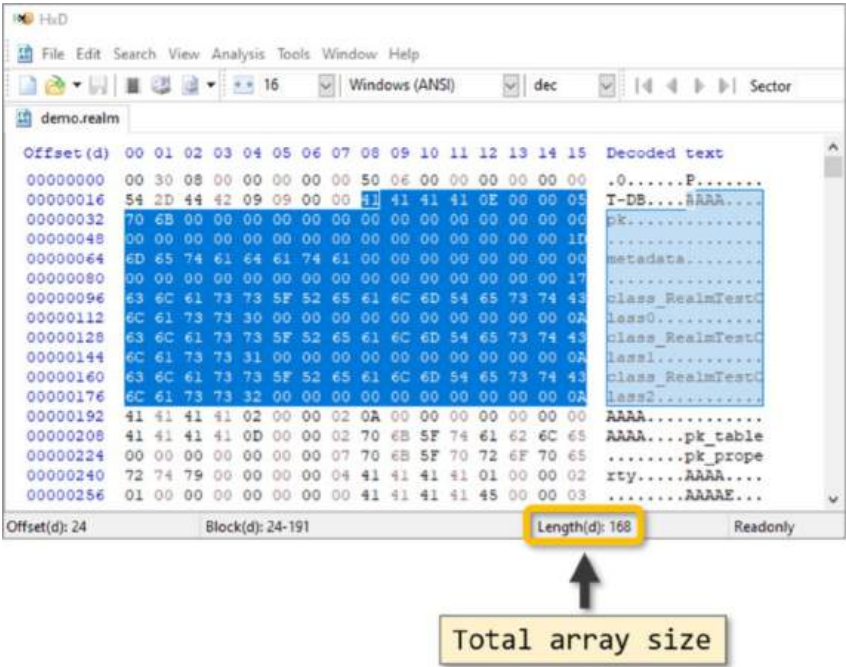 HxD
File Edit Search View Analysis Tools Window Help
16 Windows (ANSI) dec Sector
demo.realm
Offset(d) 00 01 02 03 04 05 06 07 08 09 10 11 12 13 14 15 Decoded text
00000000 00 30 08 00 00 00 00 00 50 06 00 00 00 00 00 00 .0......P.......
00000016 54 2D 44 42 09 09 00 00 41 41 41 41 0E 00 00 05 T-DB....AAAA....
00000032 70 6B 00 00 00 00 00 00 00 00 00 00 00 00 00 00 pk..............
00000048 00 00 00 00 00 00 00 00 00 00 00 00 00 00 00 1D ................
00000064 6D 65 74 61 64 61 74 61 00 00 00 00 00 00 00 00 metadata........
00000080 00 00 00 00 00 00 00 00 00 00 00 00 00 00 00 17 ................
00000096 63 6C 61 73 73 5F 52 65 61 6C 6D 54 65 73 74 43 class_RealmTestC
00000112 6C 61 73 73 30 00 00 00 00 00 00 00 00 00 00 0A lass0...........
00000128 63 6C 61 73 73 5F 52 65 61 6C 6D 54 65 73 74 43 class_RealmTestC
00000144 6C 61 73 73 31 00 00 00 00 00 00 00 00 00 00 0A lass1...........
00000160 63 6C 61 73 73 5F 52 65 61 6C 6D 54 65 73 74 43 class_RealmTestC
00000176 6C 61 73 73 32 00 00 00 00 00 00 00 00 00 00 0A lass2...........
00000192 41 41 41 41 02 00 00 02 0A 00 00 00 00 00 00 00 AAAA............
00000208 41 41 41 41 0D 00 00 02 70 6B 5F 74 61 62 6C 65 AAAA....pk_table
00000224 00 00 00 00 00 00 00 07 70 6B 5F 70 72 6F 70 65 ........pk_prope
00000240 72 74 79 00 00 00 00 04 41 41 41 41 01 00 00 02 rty.....AAAA....
00000256 01 00 00 00 00 00 00 00 41 41 41 41 45 00 00 03 ........AAAAE...
Offset(d): 24 Block(d): 24-191 Length(d): 168 Readonly
Total array size